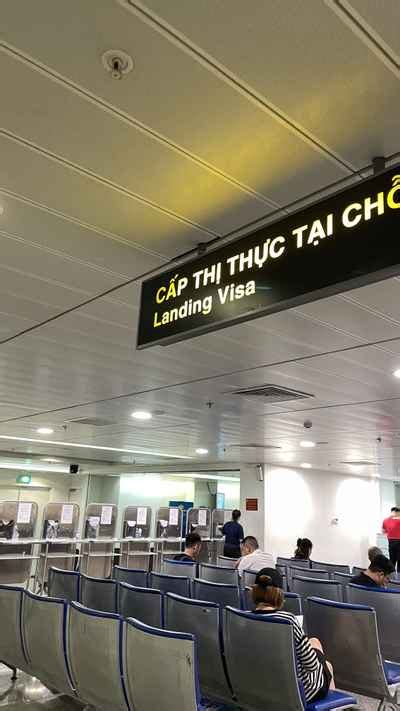 CẤP THỊ THỰC TẠI CHỖ
Landing Visa